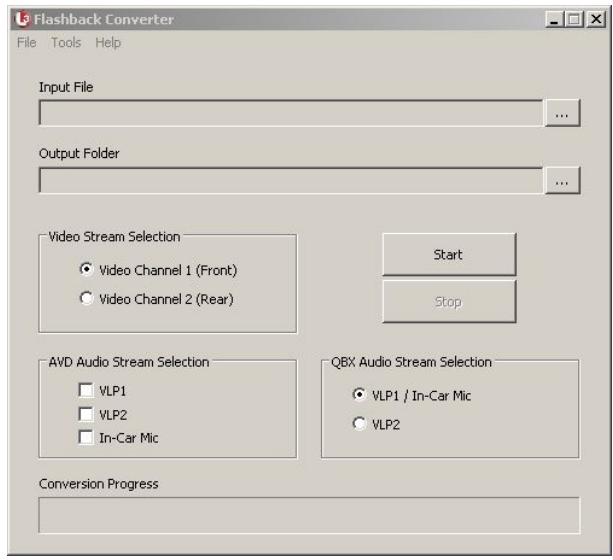 Flashback Converter
File Tools Help
Input File
...
Output Folder
...
Video Stream Selection
Video Channel 1 (Front)
Video Channel 2 (Rear)
Start
Stop
AVD Audio Stream Selection
VLP1
VLP2
In-Car Mic
QBX Audio Stream Selection
VLP1 / In-Car Mic
VLP2
Conversion Progress